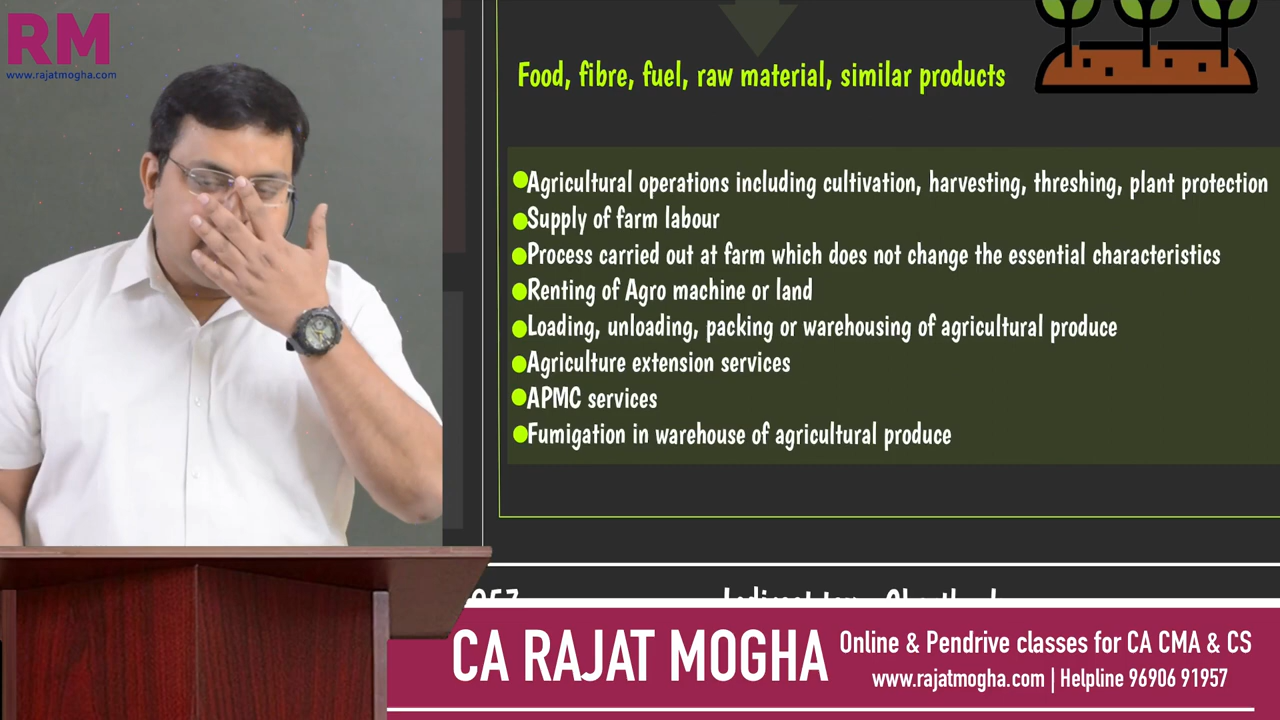 RM
www.rajatmogha.com
Food, fibre, fuel, raw material, similar products
Agricultural operations including cultivation, harvesting, threshing, plant protection
Supply of farm labour
Process carried out at farm which does not change the essential characteristics
Renting of Agro machine or land
Loading, unloading, packing or warehousing of agricultural produce
Agriculture extension services
APMC services
Fumigation in warehouse of agricultural produce
CA RAJAT MOGHA
Online & Pendrive classes for CA CMA & CS
www.rajatmogha.com | Helpline 96906 91957